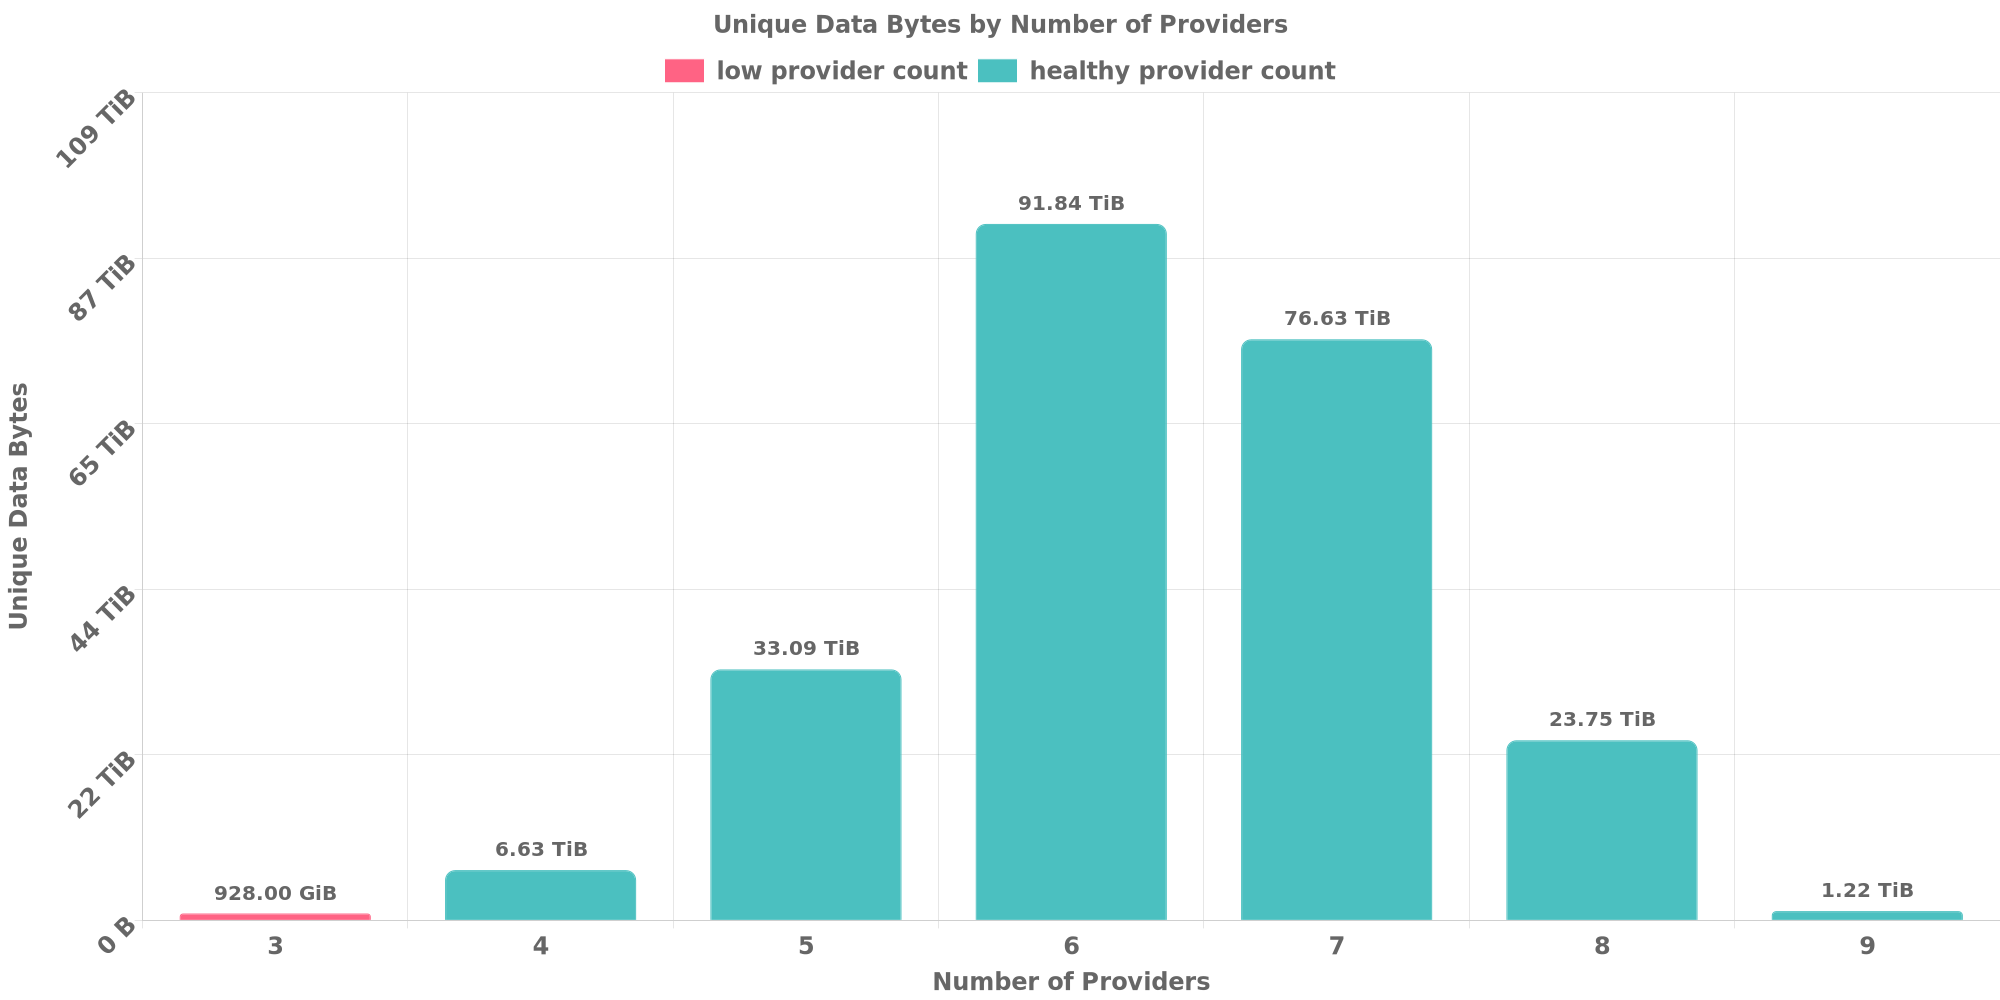 Unique Data Bytes by Number of Providers
low provider count healthy provider count
109 TiB
87 TiB
65 TiB
44 TiB
22 TiB
0 B
Unique Data Bytes
928.00 GiB
6.63 TiB
33.09 TiB
91.84 TiB
76.63 TiB
23.75 TiB
1.22 TiB
3 4 5 6 7 8 9
Number of Providers